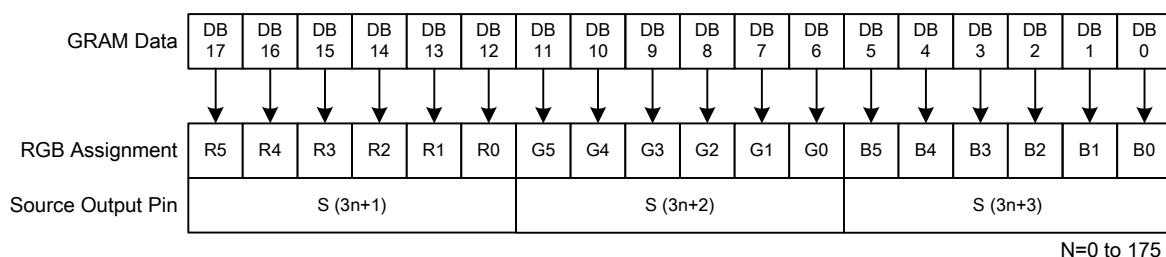 GRAM Data DB 17 DB 16 DB 15 DB 14 DB 13 DB 12 DB 11 DB 10 DB 9 DB 8 DB 7 DB 6 DB 5 DB 4 DB 3 DB 2 DB 1 DB 0
RGB Assignment R5 R4 R3 R2 R1 R0 G5 G4 G3 G2 G1 G0 B5 B4 B3 B2 B1 B0
Source Output Pin S (3n+1) S (3n+2) S (3n+3)
N=0 to 175